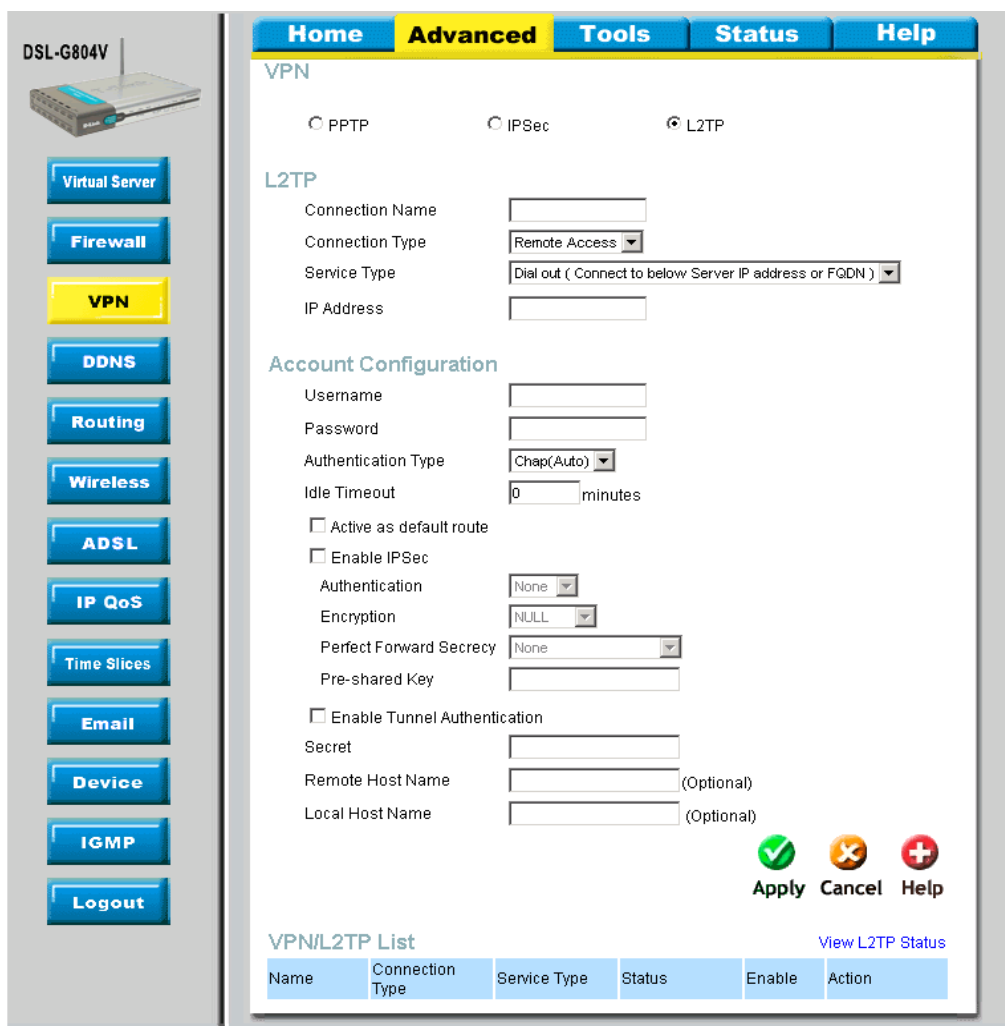 DSL-G804V
Home Advanced Tools Status Help
Virtual Server
Firewall
VPN
DDNS
Routing
Wireless
ADSL
IP QoS
Time Slices
Email
Device
IGMP
Logout
VPN
PPTP IPSec L2TP
L2TP
Connection Name
Connection Type Remote Access
Service Type Dial out ( Connect to below Server IP address or FQDN )
IP Address
Account Configuration
Username
Password
Authentication Type Chap(Auto)
Idle Timeout 0 minutes
Active as default route
Enable IPSec
Authentication None
Encryption NULL
Perfect Forward Secrecy None
Pre-shared Key
Enable Tunnel Authentication
Secret
Remote Host Name (Optional)
Local Host Name (Optional)
Apply Cancel Help
VPN/L2TP List View L2TP Status
Name Connection Type Service Type Status Enable Action